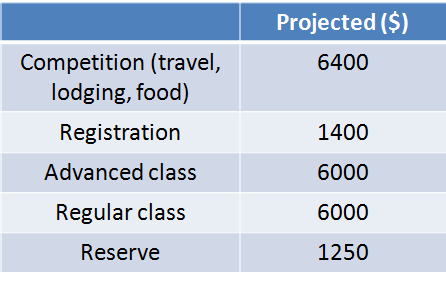 Projected ($)
Competition (travel, 6400
lodging, food)
Registration 1400
Advanced class 6000
Regular class 6000
Reserve 1250